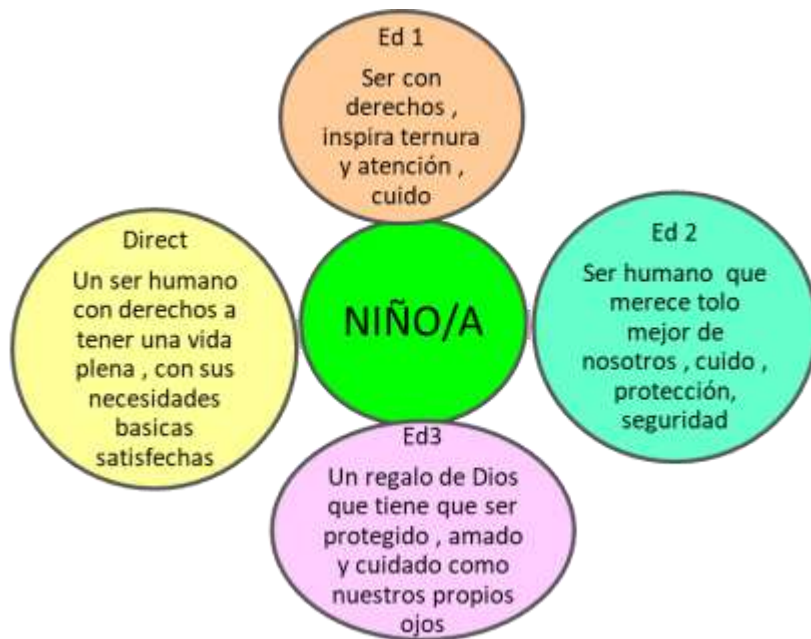 Ed 1
Ser con
derechos ,
inspira ternura
y atención ,
cuido
Direct
Un ser humano
con derechos a
tener una vida
plena , con sus
necesidades
basicas
satisfechas
NIÑO/A
Ed 2
Ser humano que
merece tolo
mejor de
nosotros , cuido ,
protección,
seguridad
Ed3
Un regalo de Dios
que tiene que ser
protegido , amado
y cuidado como
nuestros propios
ojos